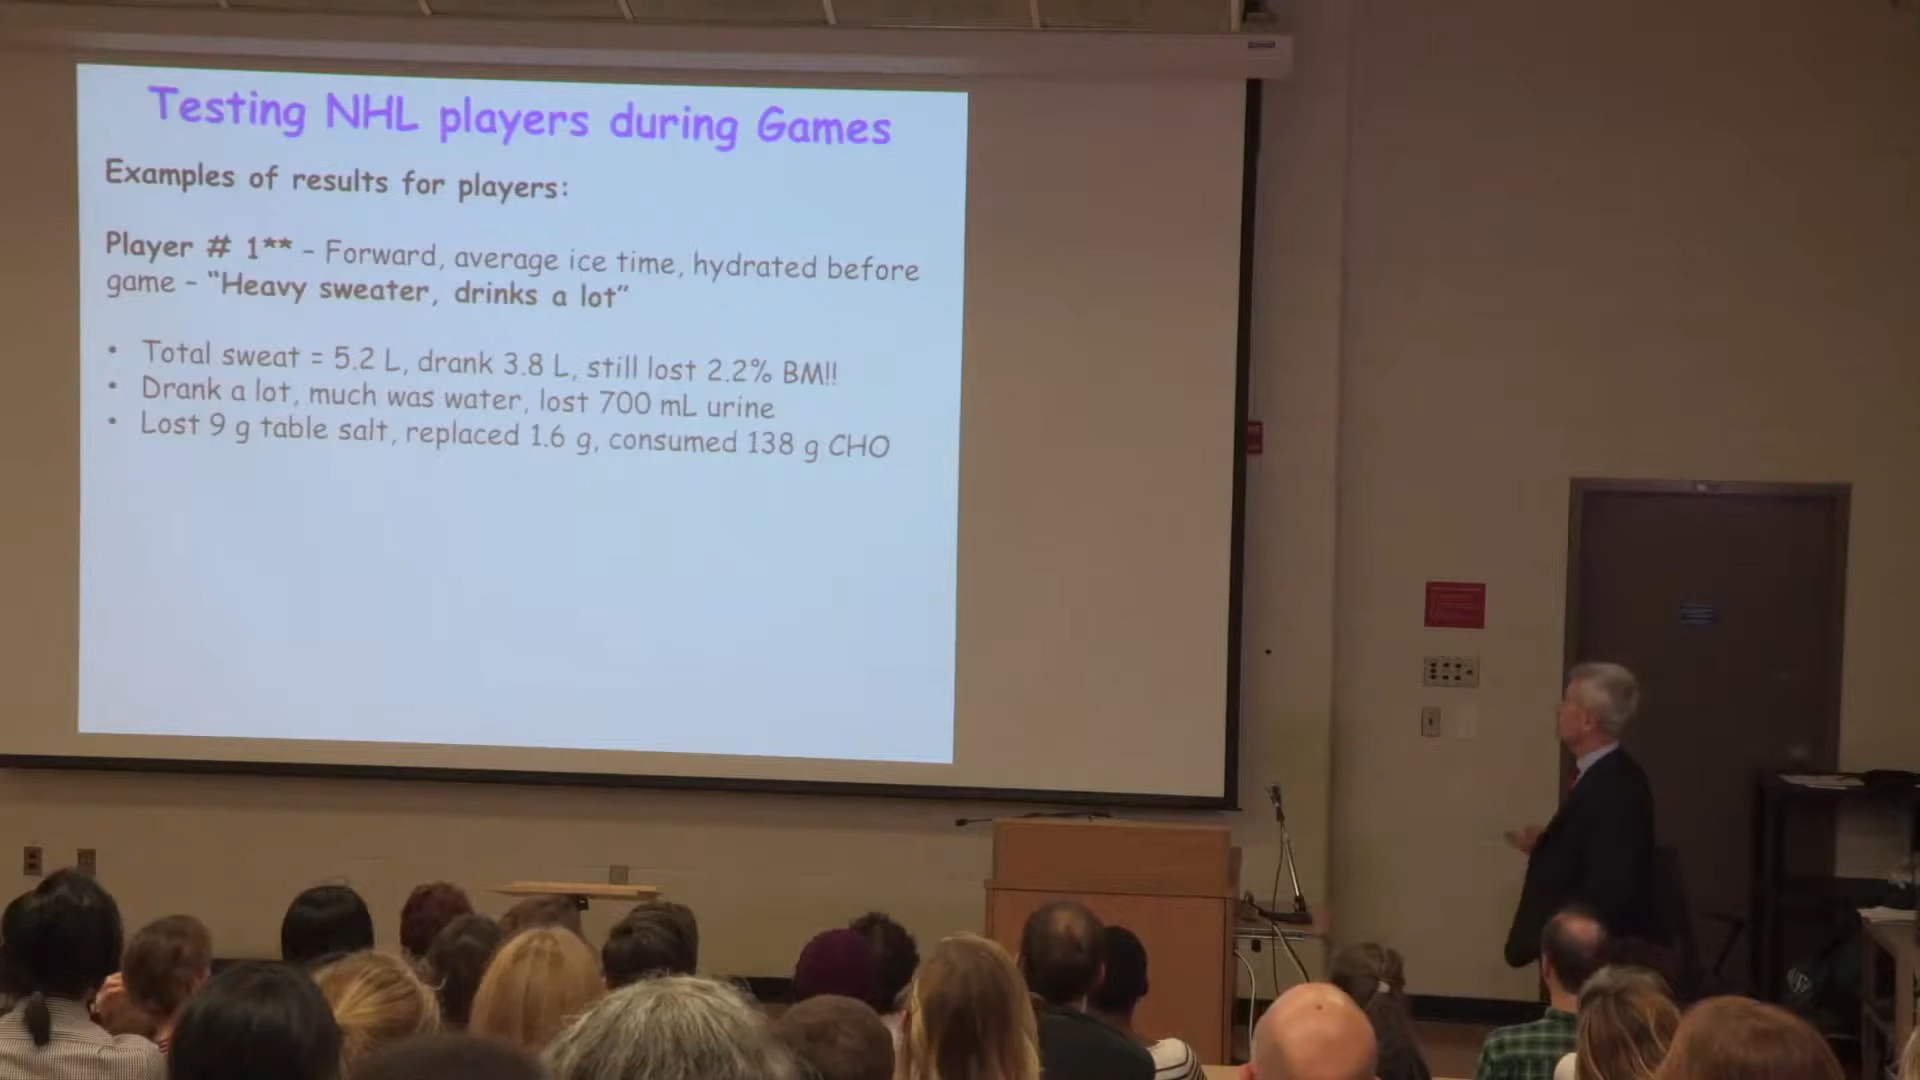 Testing NHL players during Games
Examples of results for players:
Player # 1** - Forward, average ice time, hydrated before
game - “Heavy sweater, drinks a lot”
• Total sweat = 5.2 L, drank 3.8 L, still lost 2.2% BM!!
• Drank a lot, much was water, lost 700 mL urine
• Lost 9 g table salt, replaced 1.6 g, consumed 138 g CHO